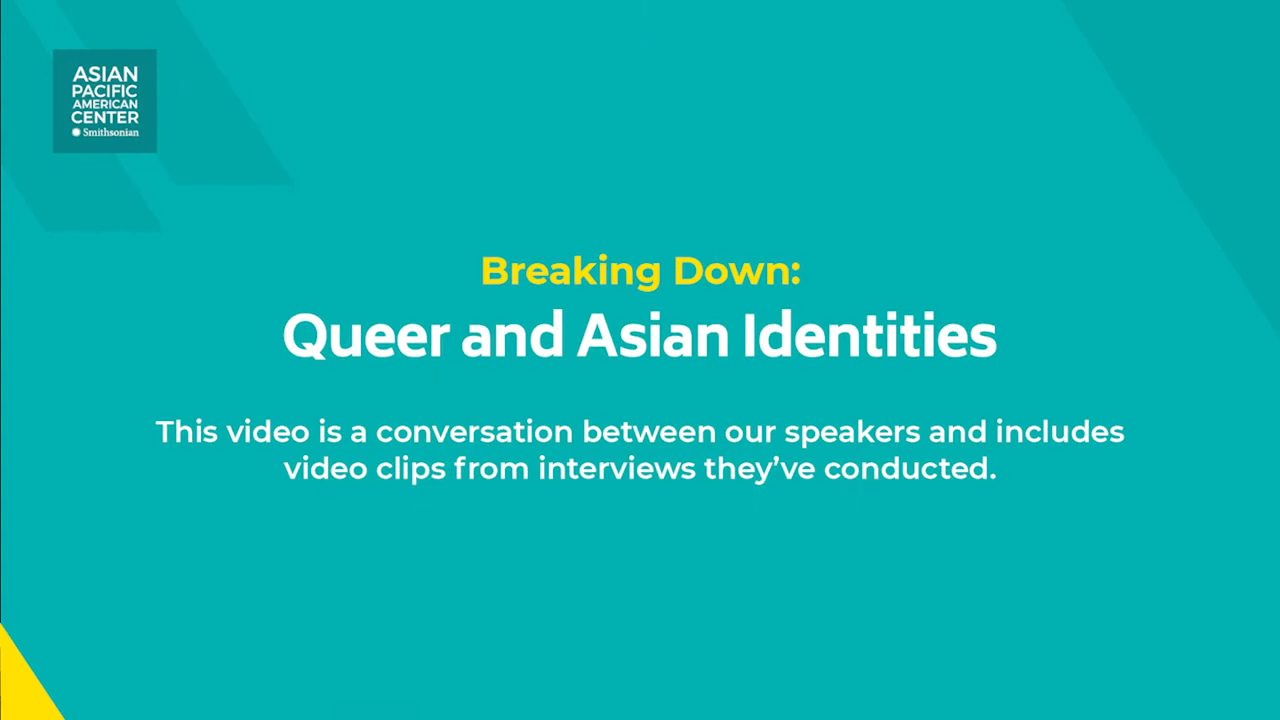 ASIAN
PACIFIC
AMERICAN
CENTER
Smithsonian
Breaking Down:
Queer and Asian Identities
This video is a conversation between our speakers and includes
video clips from interviews they’ve conducted.